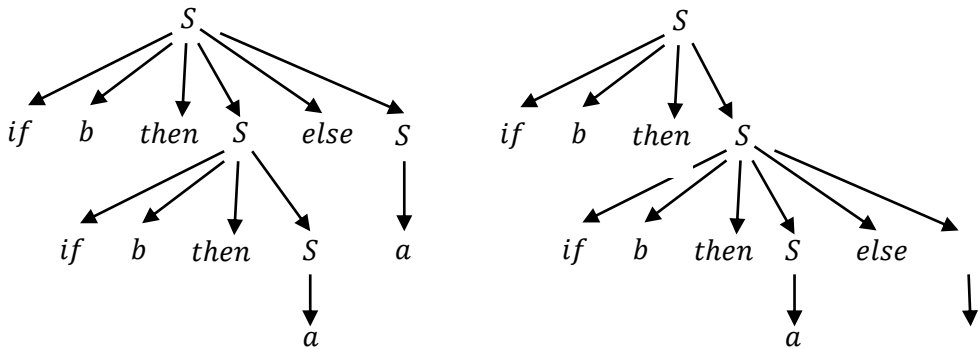 S
if b then S else S
if b then S a
a
S
if b then S
if b then S else
a